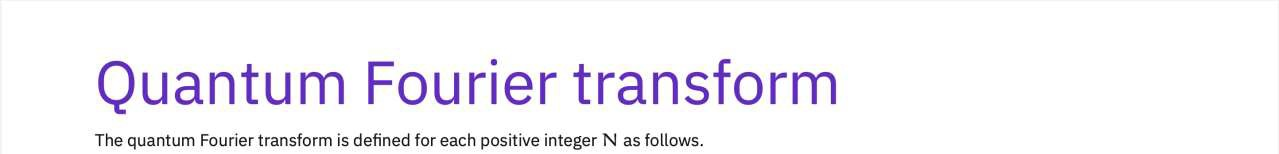 Quantum Fourier transform
The quantum Fourier transform is defined for each positive integer N as follows.